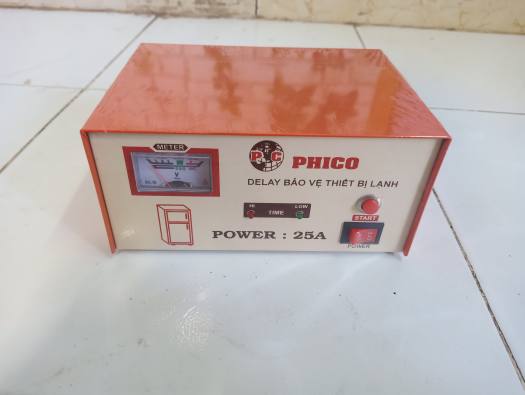 METER
V
PHICO
DELAY BẢO VỆ THIẾT BỊ LẠNH
HI
TIME
LOW
START
POWER : 25A
POWER